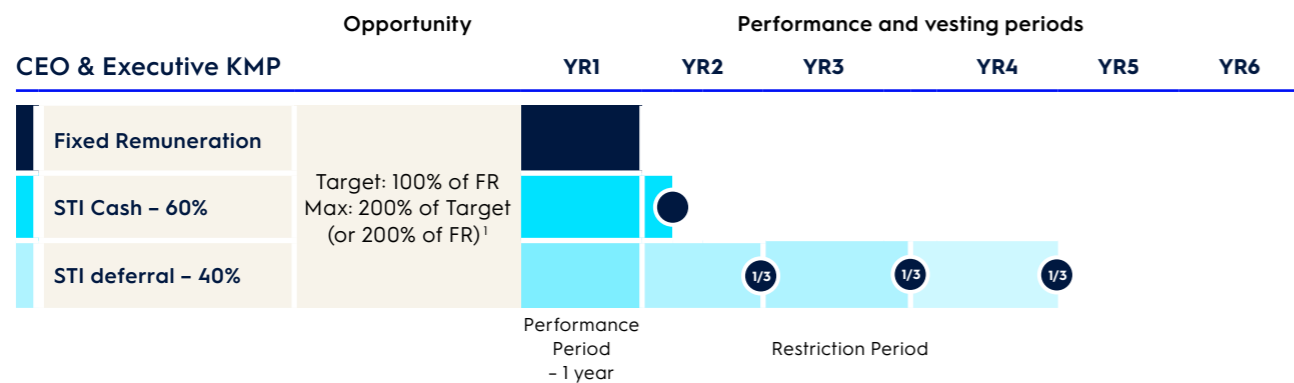 Opportunity
Performance and vesting periods
CEO & Executive KMP
YR1
YR2
YR3
YR4
YR5
YR6
Fixed Remuneration
Target: 100% of FR
Max: 200% of Target
(or 200% of FR)¹
STI Cash – 60%
STI deferral – 40%
1/3
1/3
1/3
Performance
Period
– 1 year
Restriction Period